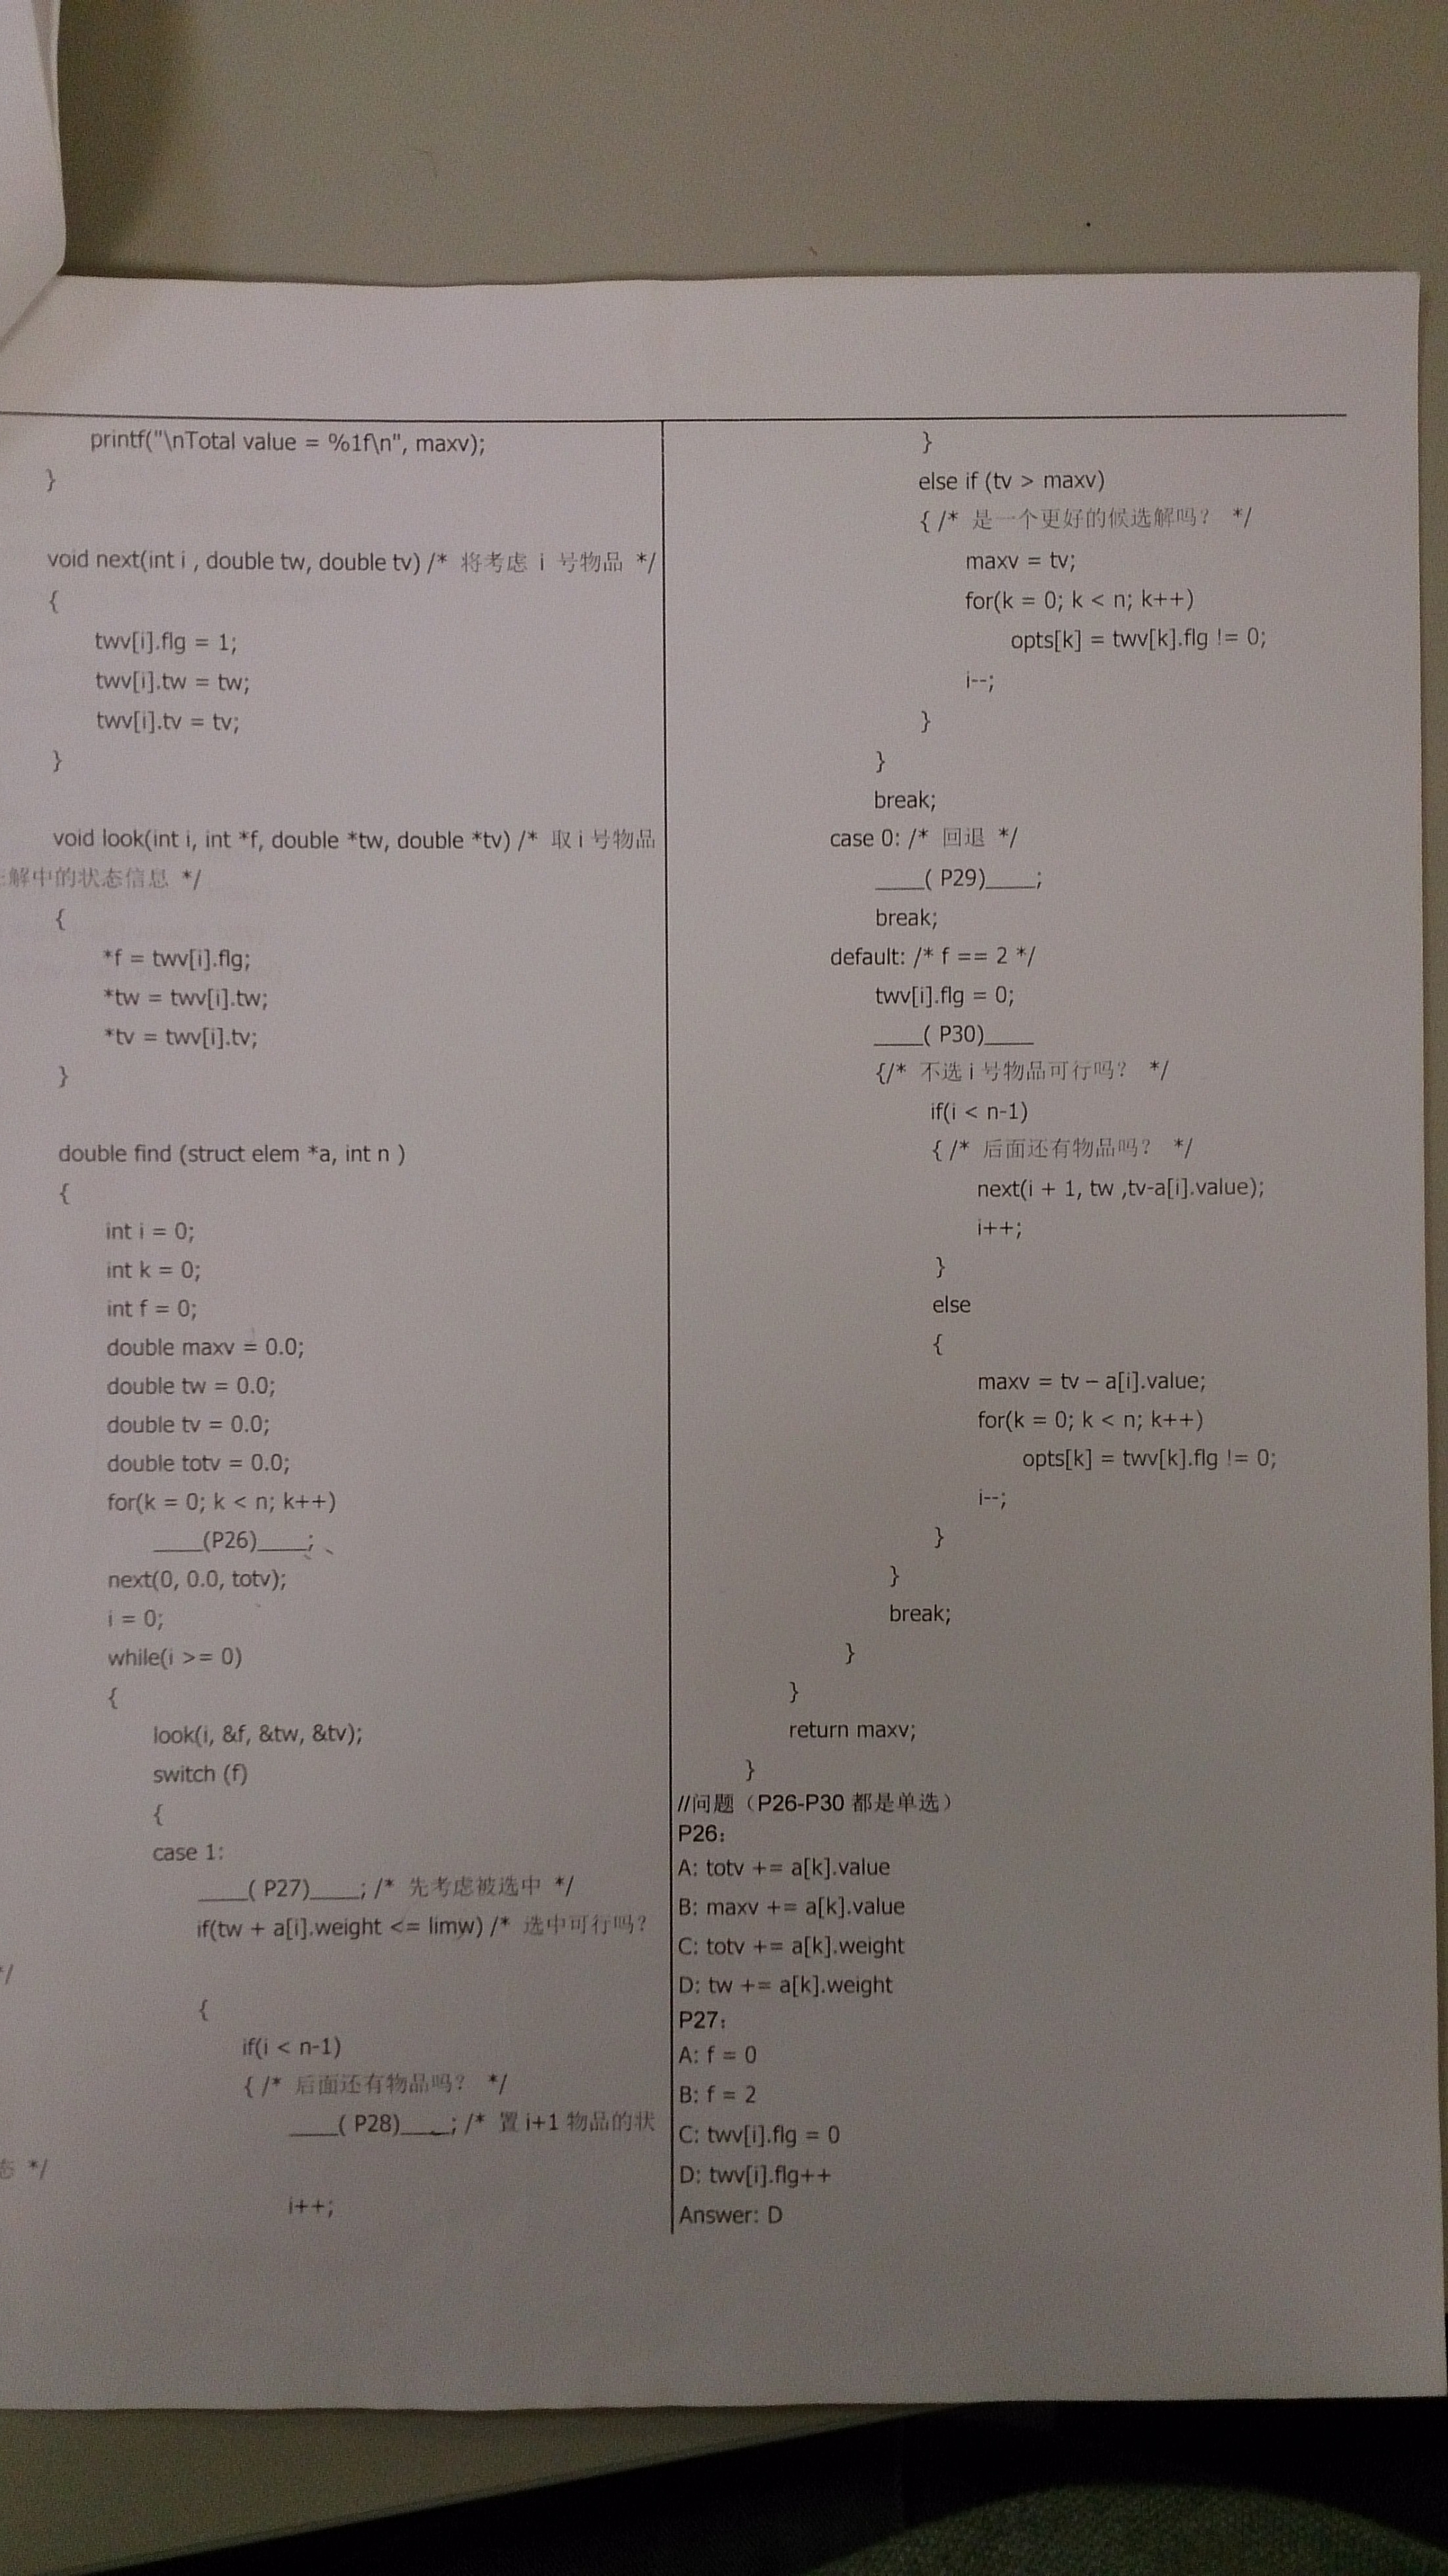 printf("\nTotal value = %1f\n", maxv);
}
void next(int i , double tw, double tv) /* 将考虑 i 号物品 */
{
twv[i].flg = 1;
twv[i].tw = tw;
twv[i].tv = tv;
}
void look(int i, int *f, double *tw, double *tv) /* 取 i 号物品
解中的状态信息 */
{
*f = twv[i].flg;
*tw = twv[i].tw;
*tv = twv[i].tv;
}
double find (struct elem *a, int n )
{
int i = 0;
int k = 0;
int f = 0;
double maxv = 0.0;
double tw = 0.0;
double tv = 0.0;
double totv = 0.0;
for(k = 0; k < n; k++)
____(P26)____;
next(0, 0.0, totv);
i = 0;
while(i >= 0)
{
look(i, &f, &tw, &tv);
switch (f)
{
case 1:
____( P27)____; /* 先考虑被选中 */
if(tw + a[i].weight <= limw) /* 选中可行吗?
*/
{
if(i < n-1)
{ /* 后面还有物品吗? */
____( P28)____; /* 置 i+1 物品的状
态 */
i++;
}
else if (tv > maxv)
{ /* 是一个更好的候选解吗? */
maxv = tv;
for(k = 0; k < n; k++)
opts[k] = twv[k].flg != 0;
i--;
}
}
break;
case 0: /* 回退 */
____( P29)____;
break;
default: /* f == 2 */
twv[i].flg = 0;
____( P30)____
{/* 不选 i 号物品可行吗? */
if(i < n-1)
{ /* 后面还有物品吗? */
next(i + 1, tw ,tv-a[i].value);
i++;
}
else
{
maxv = tv – a[i].value;
for(k = 0; k < n; k++)
opts[k] = twv[k].flg != 0;
i--;
}
}
break;
}
}
return maxv;
}
//问题（P26-P30 都是单选）
P26:
A: totv += a[k].value
B: maxv += a[k].value
C: totv += a[k].weight
D: tw += a[k].weight
P27:
A: f = 0
B: f = 2
C: twv[i].flg = 0
D: twv[i].flg++
Answer: D